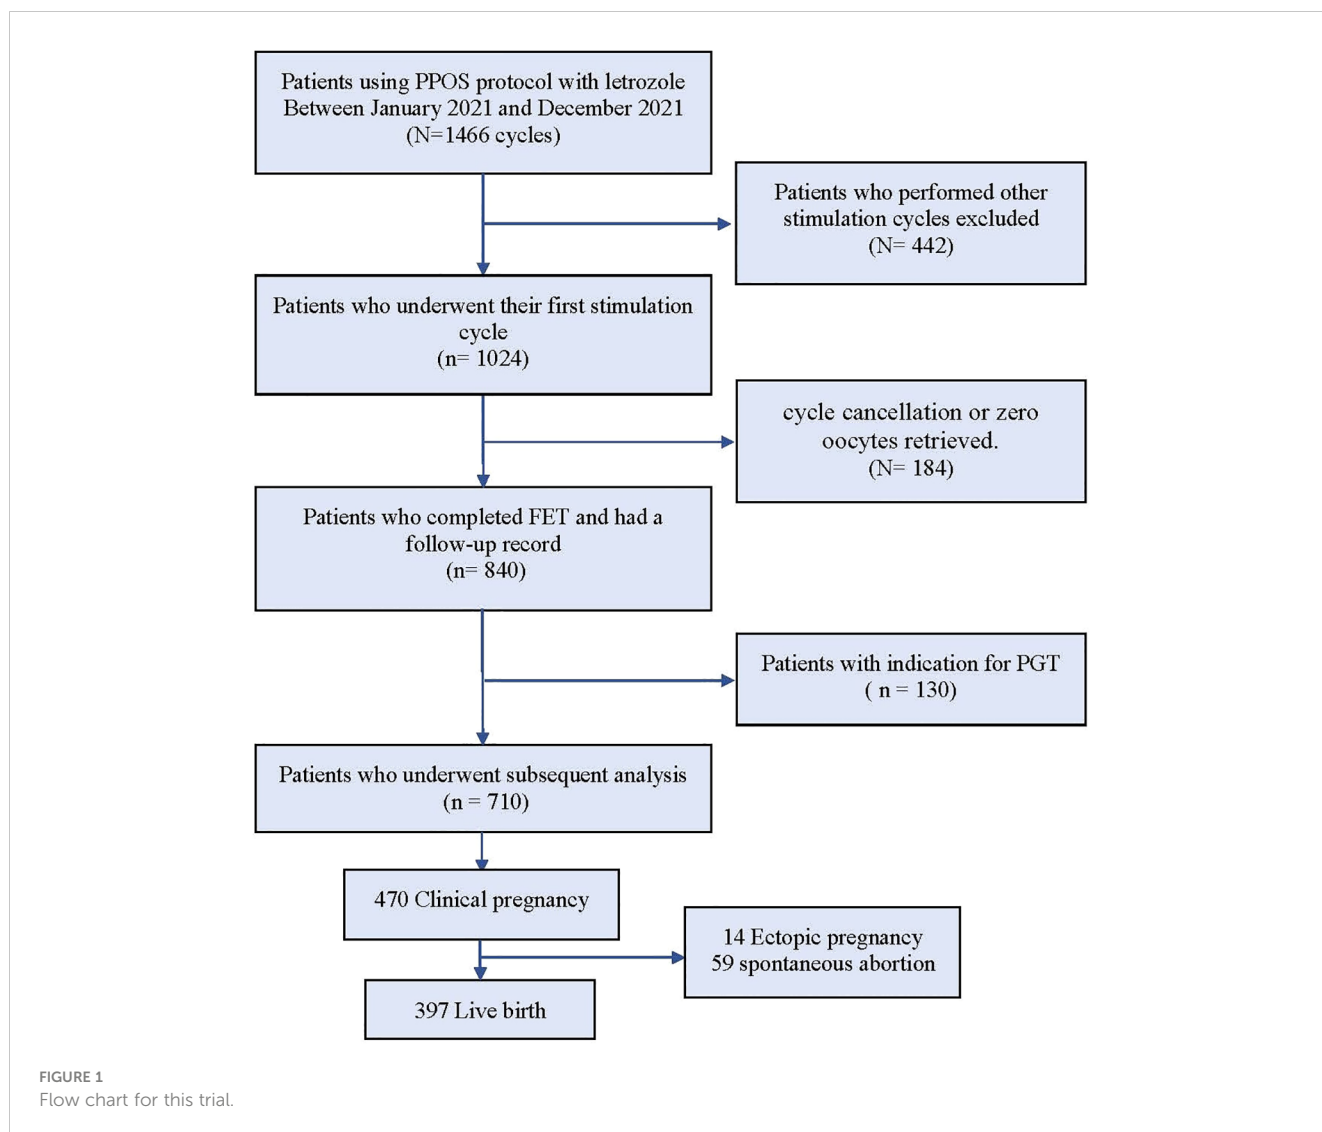 Patients using PPOS protocol with letrozole
Between January 2021 and December 2021
(N=1466 cycles)
Patients who performed other
stimulation cycles excluded
(N= 442)
Patients who underwent their first stimulation
cycle
(n= 1024)
cycle cancellation or zero
oocytes retrieved.
(N= 184)
Patients who completed FET and had a
follow-up record
(n= 840)
Patients with indication for PGT
( n = 130)
Patients who underwent subsequent analysis
(n = 710)
470 Clinical pregnancy
14 Ectopic pregnancy
59 spontaneous abortion
397 Live birth
FIGURE 1
Flow chart for this trial.